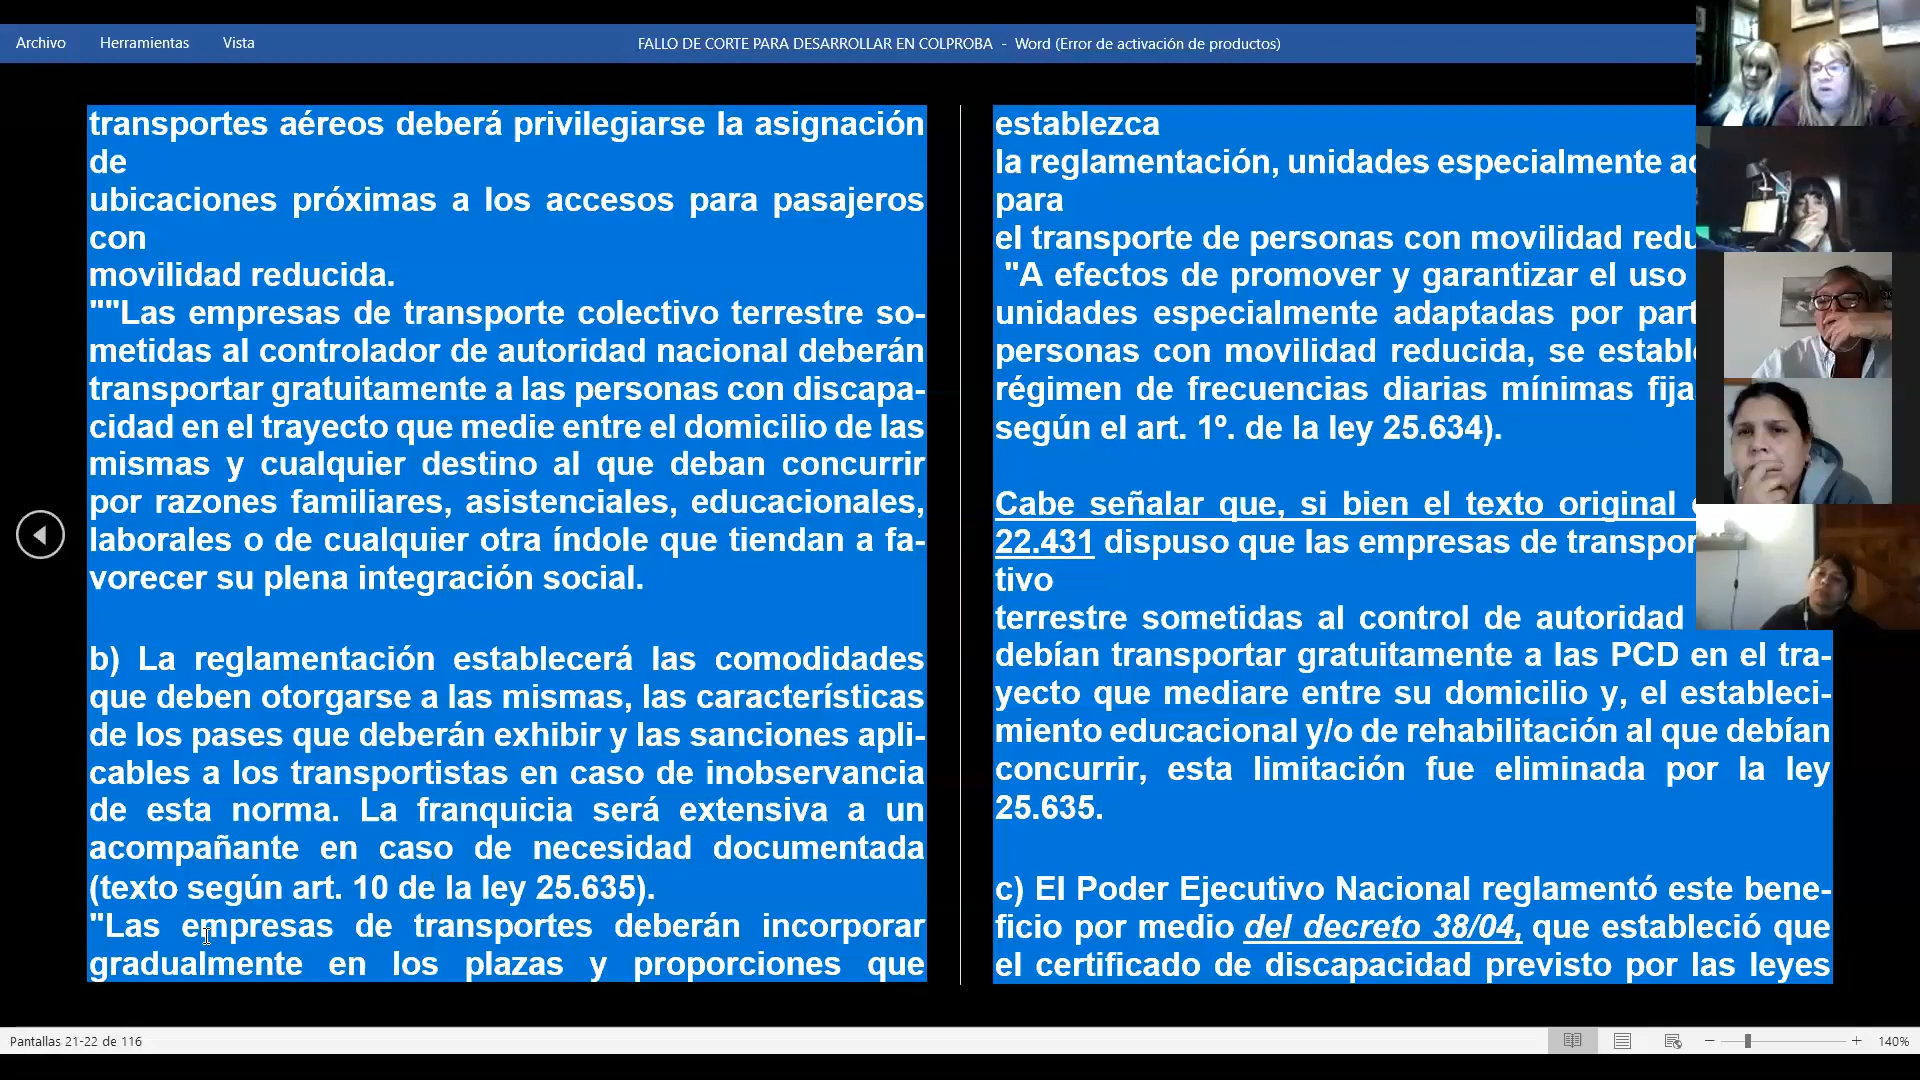 Archivo Herramientas Vista FALLO DE CORTE PARA DESARROLLAR EN COLPROBA - Word (Error de activación de productos)
transportes aéreos deberá privilegiarse la asignación
de
ubicaciones próximas a los accesos para pasajeros
con
movilidad reducida.
""Las empresas de transporte colectivo terrestre so-
metidas al controlador de autoridad nacional deberán
transportar gratuitamente a las personas con discapa-
cidad en el trayecto que medie entre el domicilio de las
mismas y cualquier destino al que deban concurrir
por razones familiares, asistenciales, educacionales,
laborales o de cualquier otra índole que tiendan a fa-
vorecer su plena integración social.
b) La reglamentación establecerá las comodidades
que deben otorgarse a las mismas, las características
de los pases que deberán exhibir y las sanciones apli-
cables a los transportistas en caso de inobservancia
de esta norma. La franquicia será extensiva a un
acompañante en caso de necesidad documentada
(texto según art. 10 de la ley 25.635).
"Las empresas de transportes deberán incorporar
gradualmente en los plazas y proporciones que
establezca
la reglamentación, unidades especialmente
para
el transporte de personas con movilidad
"A efectos de promover y garantizar el uso
unidades especialmente adaptadas por
personas con movilidad reducida, se
régimen de frecuencias diarias mínimas
según el art. 1º. de la ley 25.634).
Cabe señalar que, si bien el texto original
22.431 dispuso que las empresas de
tivo
terrestre sometidas al control de autoridad
debían transportar gratuitamente a las PCD en el tra-
yecto que mediare entre su domicilio y, el estableci-
miento educacional y/o de rehabilitación al que debían
concurrir, esta limitación fue eliminada por la ley
25.635.
c) El Poder Ejecutivo Nacional reglamentó este bene-
ficio por medio del decreto 38/04, que estableció que
el certificado de discapacidad previsto por las leyes
Pantallas 21-22 de 116 140%